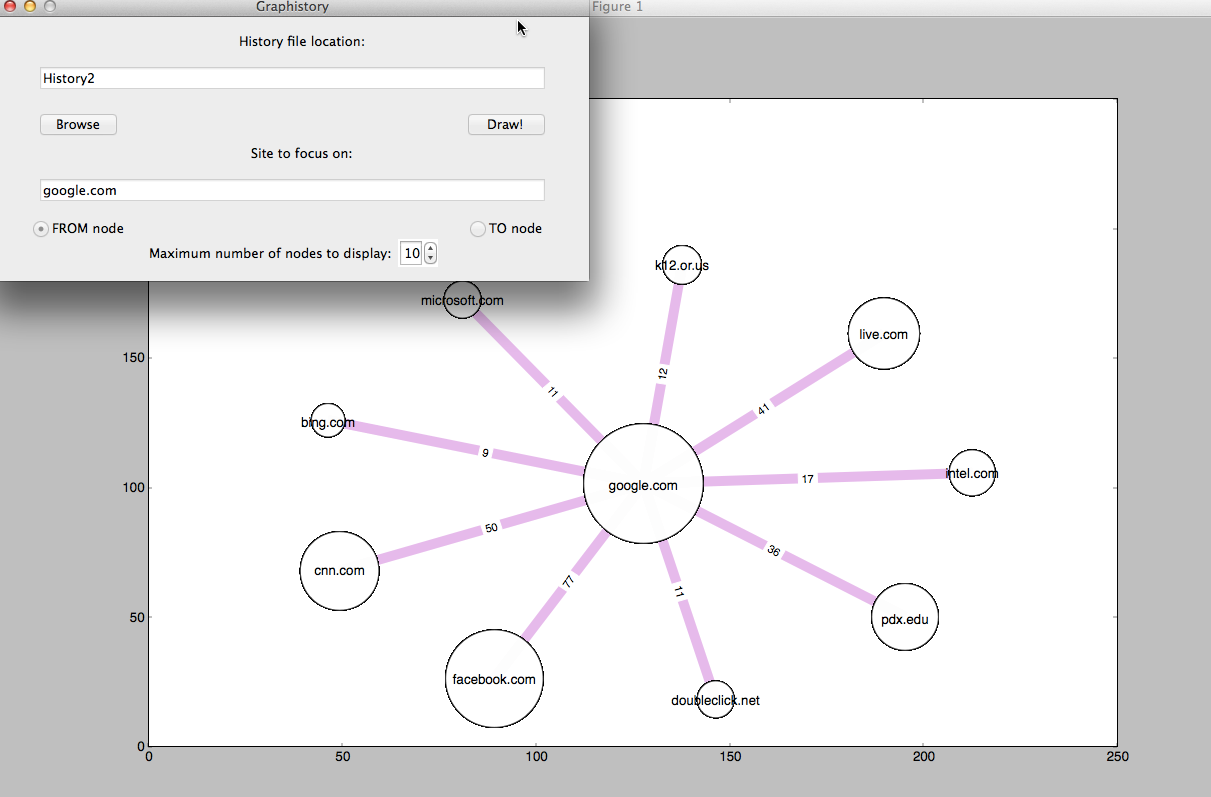 Graphistory
Figure 1
History file location:
History2
Browse
Draw!
Site to focus on:
google.com
FROM node
TO node
Maximum number of nodes to display: 10
k12.or.us
microsoft.com
live.com
150
12
11
41
bing.com
9
intel.com
17
google.com
100
50
36
cnn.com
77
11
50
pdx.edu
facebook.com
doubleclick.net
0
0
50
100
150
200
250